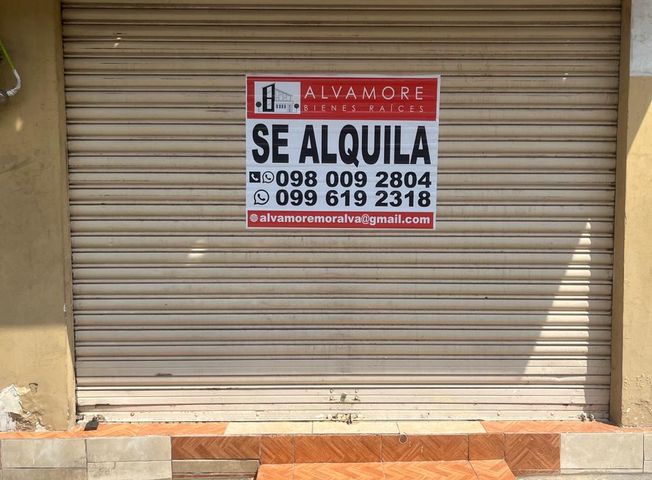 ALVAMORE
BIENES RAÍCES
SE ALQUILA
098 009 2804
099 619 2318
alvamoremoralva@gmail.com